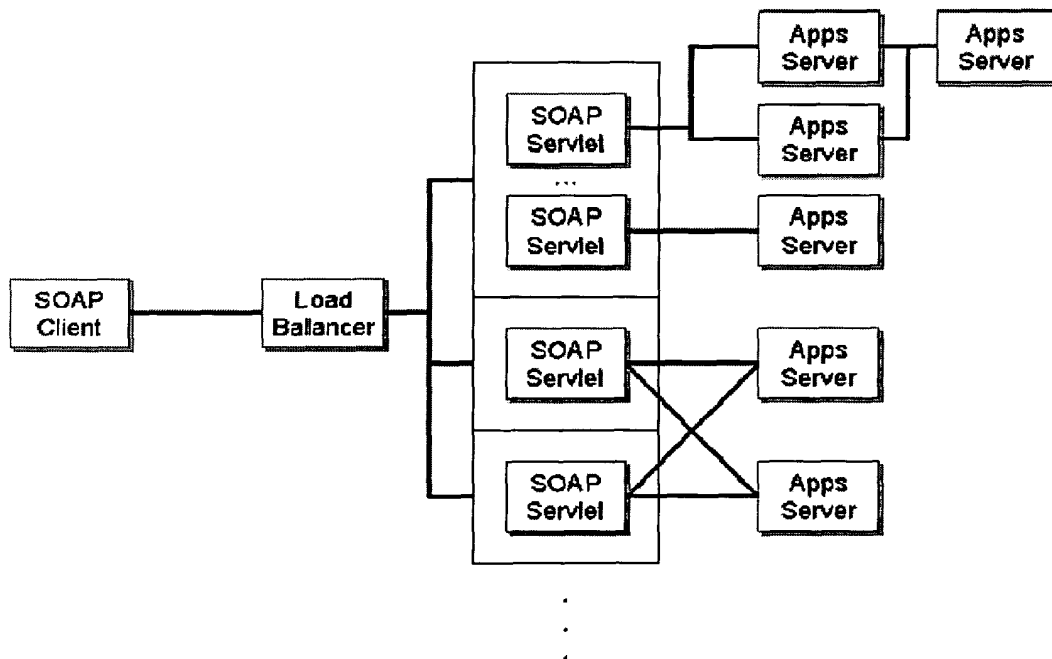 Apps
Server
Apps
Server
SOAP
Servlet
Apps
Server
...
SOAP
Servlet
Apps
Server
SOAP
Client
Load
Balancer
SOAP
Servlet
Apps
Server
SOAP
Servlet
Apps
Server
.
.
.